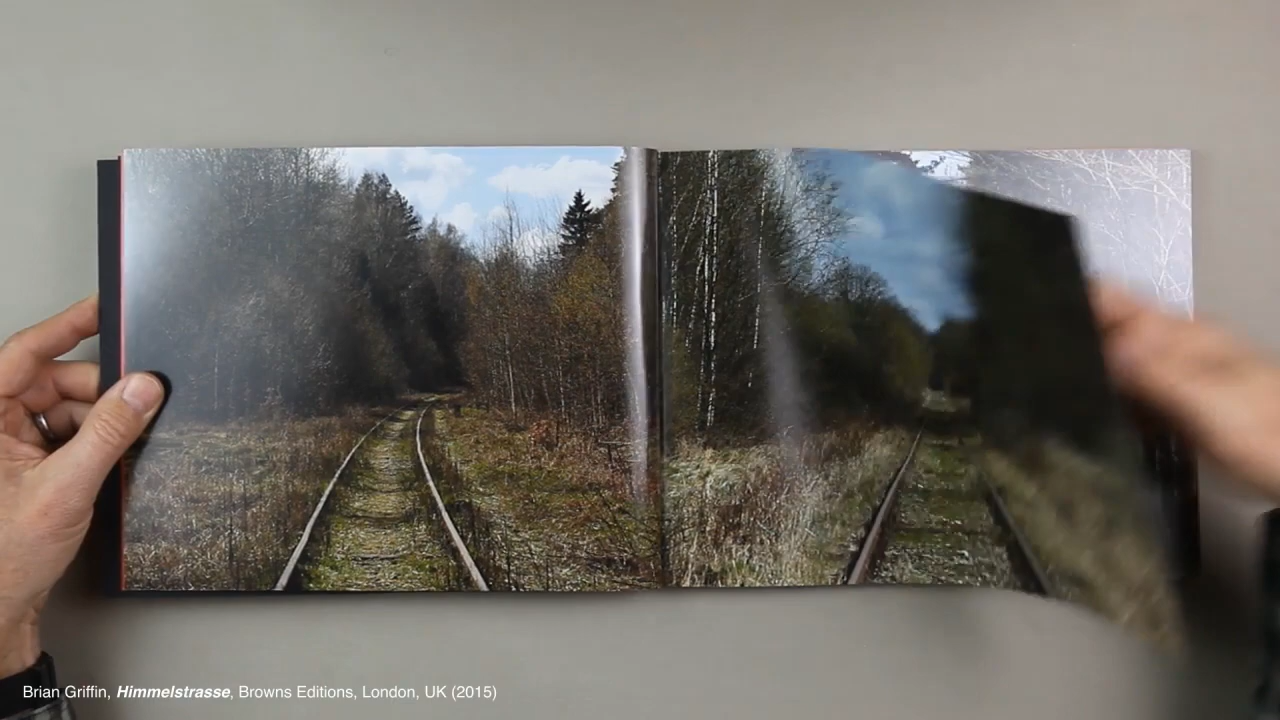 Brian Griffin, Himmelstrasse, Browns Editions, London, UK (2015)